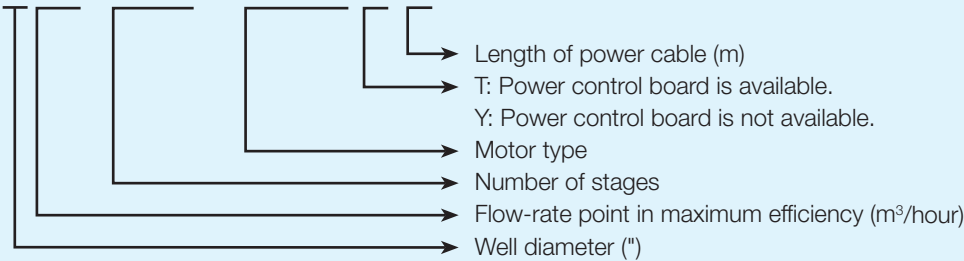 Length of power cable (m)
T: Power control board is available.
Y: Power control board is not available.
Motor type
Number of stages
Flow-rate point in maximum efficiency (m³/hour)
Well diameter (")